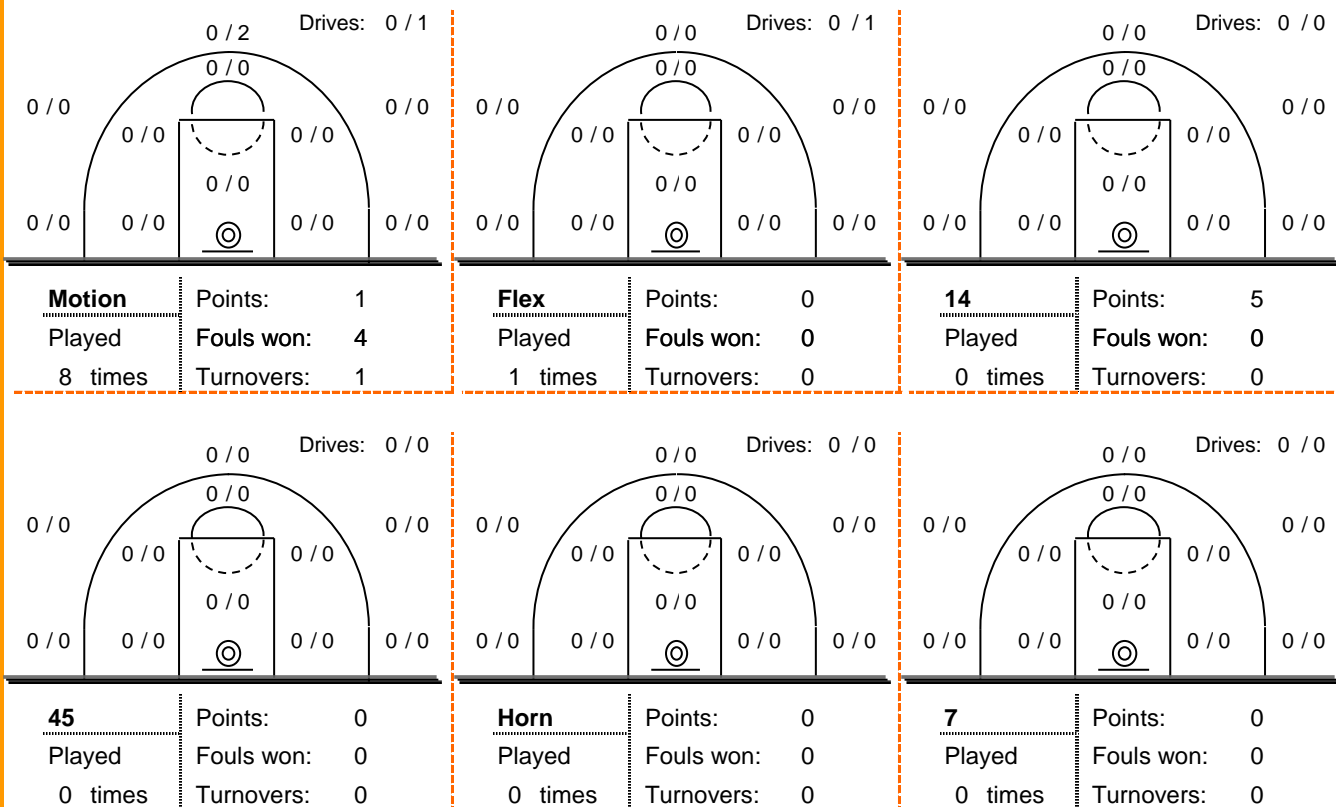 0 / 2 Drives: 0 / 1
0 / 0
0 / 0 0 / 0
0 / 0 0 / 0
0 / 0
0 / 0 0 / 0 0 / 0 0 / 0
Motion Points: 1
Played Fouls won: 4
8 times Turnovers: 1
0 / 0 Drives: 0 / 1
0 / 0
0 / 0 0 / 0
0 / 0 0 / 0
0 / 0
0 / 0 0 / 0 0 / 0 0 / 0
Flex Points: 0
Played Fouls won: 0
1 times Turnovers: 0
0 / 0 Drives: 0 / 0
0 / 0
0 / 0 0 / 0
0 / 0 0 / 0
0 / 0
0 / 0 0 / 0 0 / 0 0 / 0
14 Points: 5
Played Fouls won: 0
0 times Turnovers: 0
0 / 0 Drives: 0 / 0
0 / 0
0 / 0 0 / 0
0 / 0 0 / 0
0 / 0
0 / 0 0 / 0 0 / 0 0 / 0
45 Points: 0
Played Fouls won: 0
0 times Turnovers: 0
0 / 0 Drives: 0 / 0
0 / 0
0 / 0 0 / 0
0 / 0 0 / 0
0 / 0
0 / 0 0 / 0 0 / 0 0 / 0
Horn Points: 0
Played Fouls won: 0
0 times Turnovers: 0
0 / 0 Drives: 0 / 0
0 / 0
0 / 0 0 / 0
0 / 0 0 / 0
0 / 0
0 / 0 0 / 0 0 / 0 0 / 0
7 Points: 0
Played Fouls won: 0
0 times Turnovers: 0